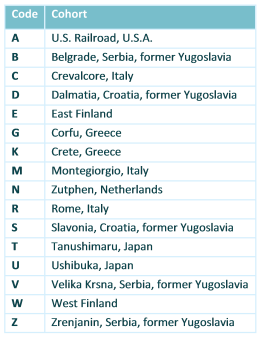 Code Cohort
A U.S. Railroad, U.S.A.
B Belgrade, Serbia, former Yugoslavia
C Crevalcore, Italy
D Dalmatia, Croatia, former Yugoslavia
E East Finland
G Corfu, Greece
K Crete, Greece
M Montegiorgio, Italy
N Zutphen, Netherlands
R Rome, Italy
S Slavonia, Croatia, former Yugoslavia
T Tanushimaru, Japan
U Ushibuka, Japan
V Velika Krsna, Serbia, former Yugoslavia
W West Finland
Z Zrenjanin, Serbia, former Yugoslavia